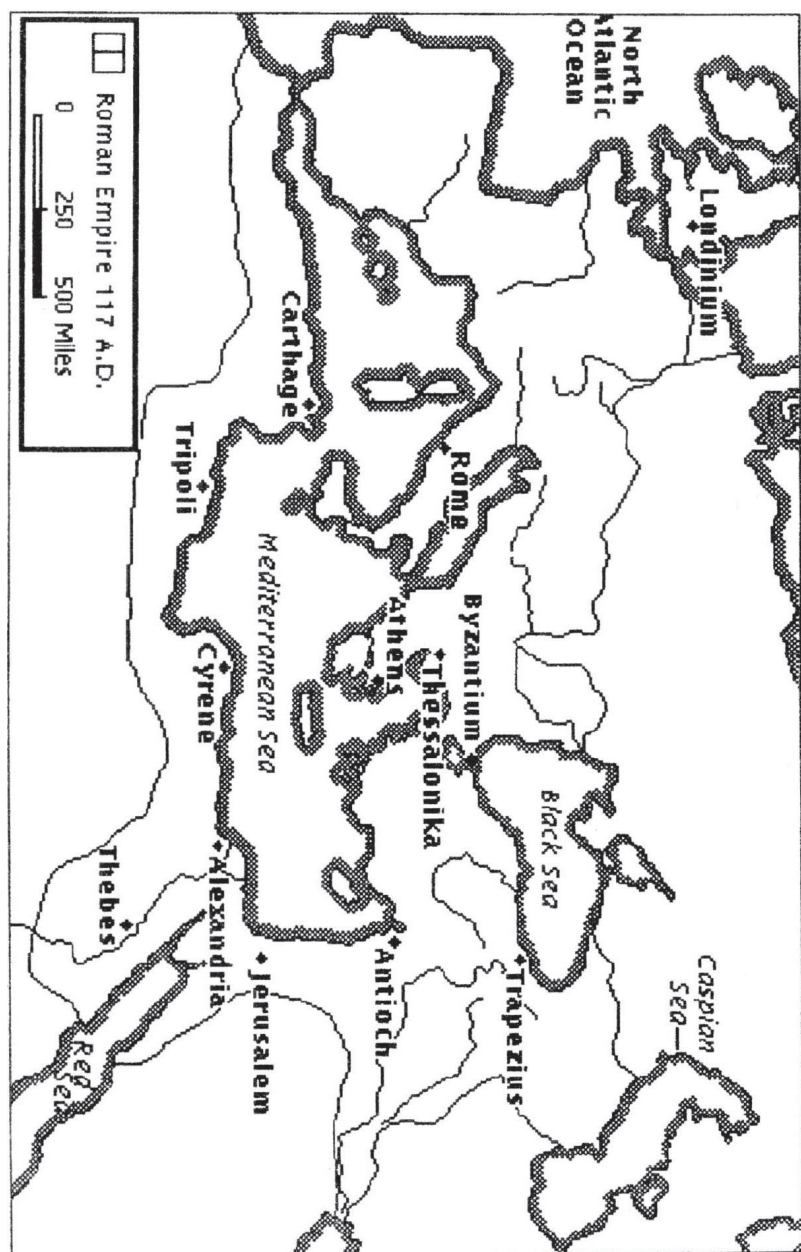 North
Atlantic
Ocean
Londinium
Caspian
Sea
Black Sea
Trapezius
Byzantium
Rome
Thessalonika
Athens
Antioch
Carthage
Mediterranean Sea
Jerusalem
Tripoli
Cyrene
Alexandria
Thebes
Red
Sea
Roman Empire 117 A.D.
0 250 500 Miles